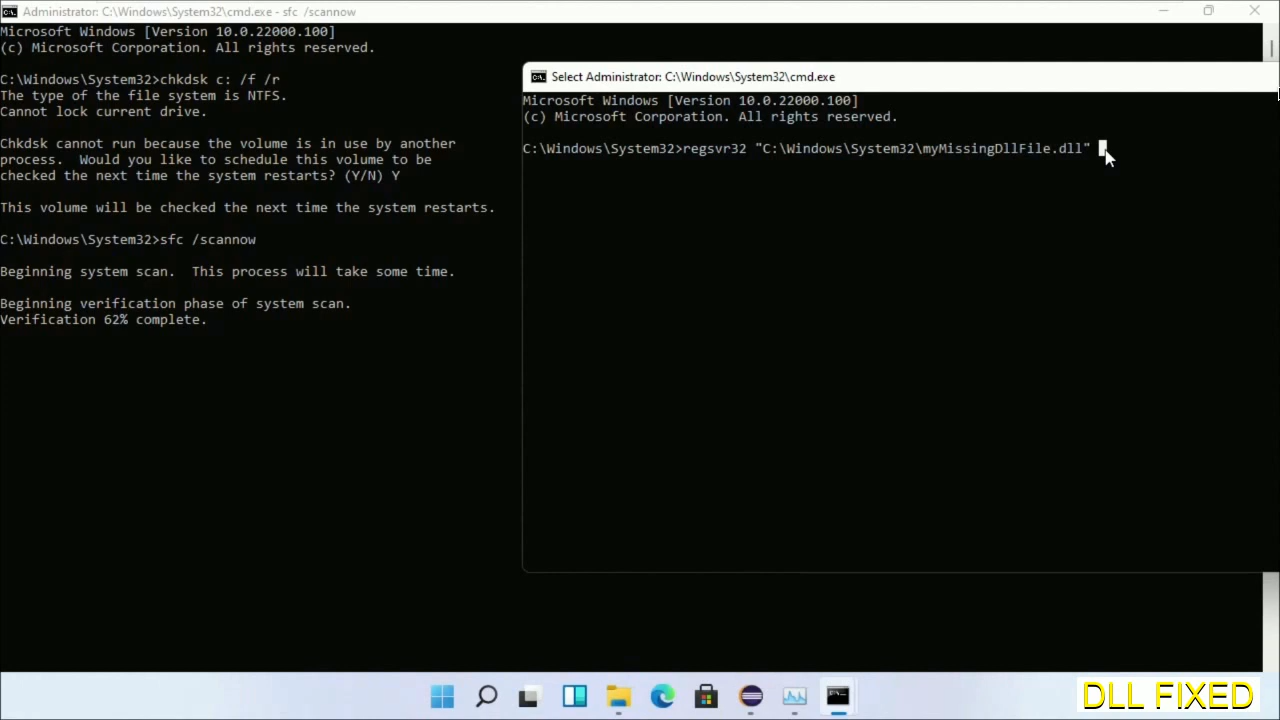 Administrator: C:\Windows\System32\cmd.exe - sfc /scannow
Microsoft Windows [Version 10.0.22000.100]
(c) Microsoft Corporation. All rights reserved.
C:\Windows\System32>chkdsk c: /f /r
The type of the file system is NTFS.
Cannot lock current drive.
Chkdsk cannot run because the volume is in use by another
process.  Would you like to schedule this volume to be
checked the next time the system restarts? (Y/N) Y
This volume will be checked the next time the system restarts.
C:\Windows\System32>sfc /scannow
Beginning system scan.  This process will take some time.
Beginning verification phase of system scan.
Verification 62% complete.
Select Administrator: C:\Windows\System32\cmd.exe
Microsoft Windows [Version 10.0.22000.100]
(c) Microsoft Corporation. All rights reserved.
C:\Windows\System32>regsvr32 "C:\Windows\System32\myMissingDllFile.dll"
DLL FIXED